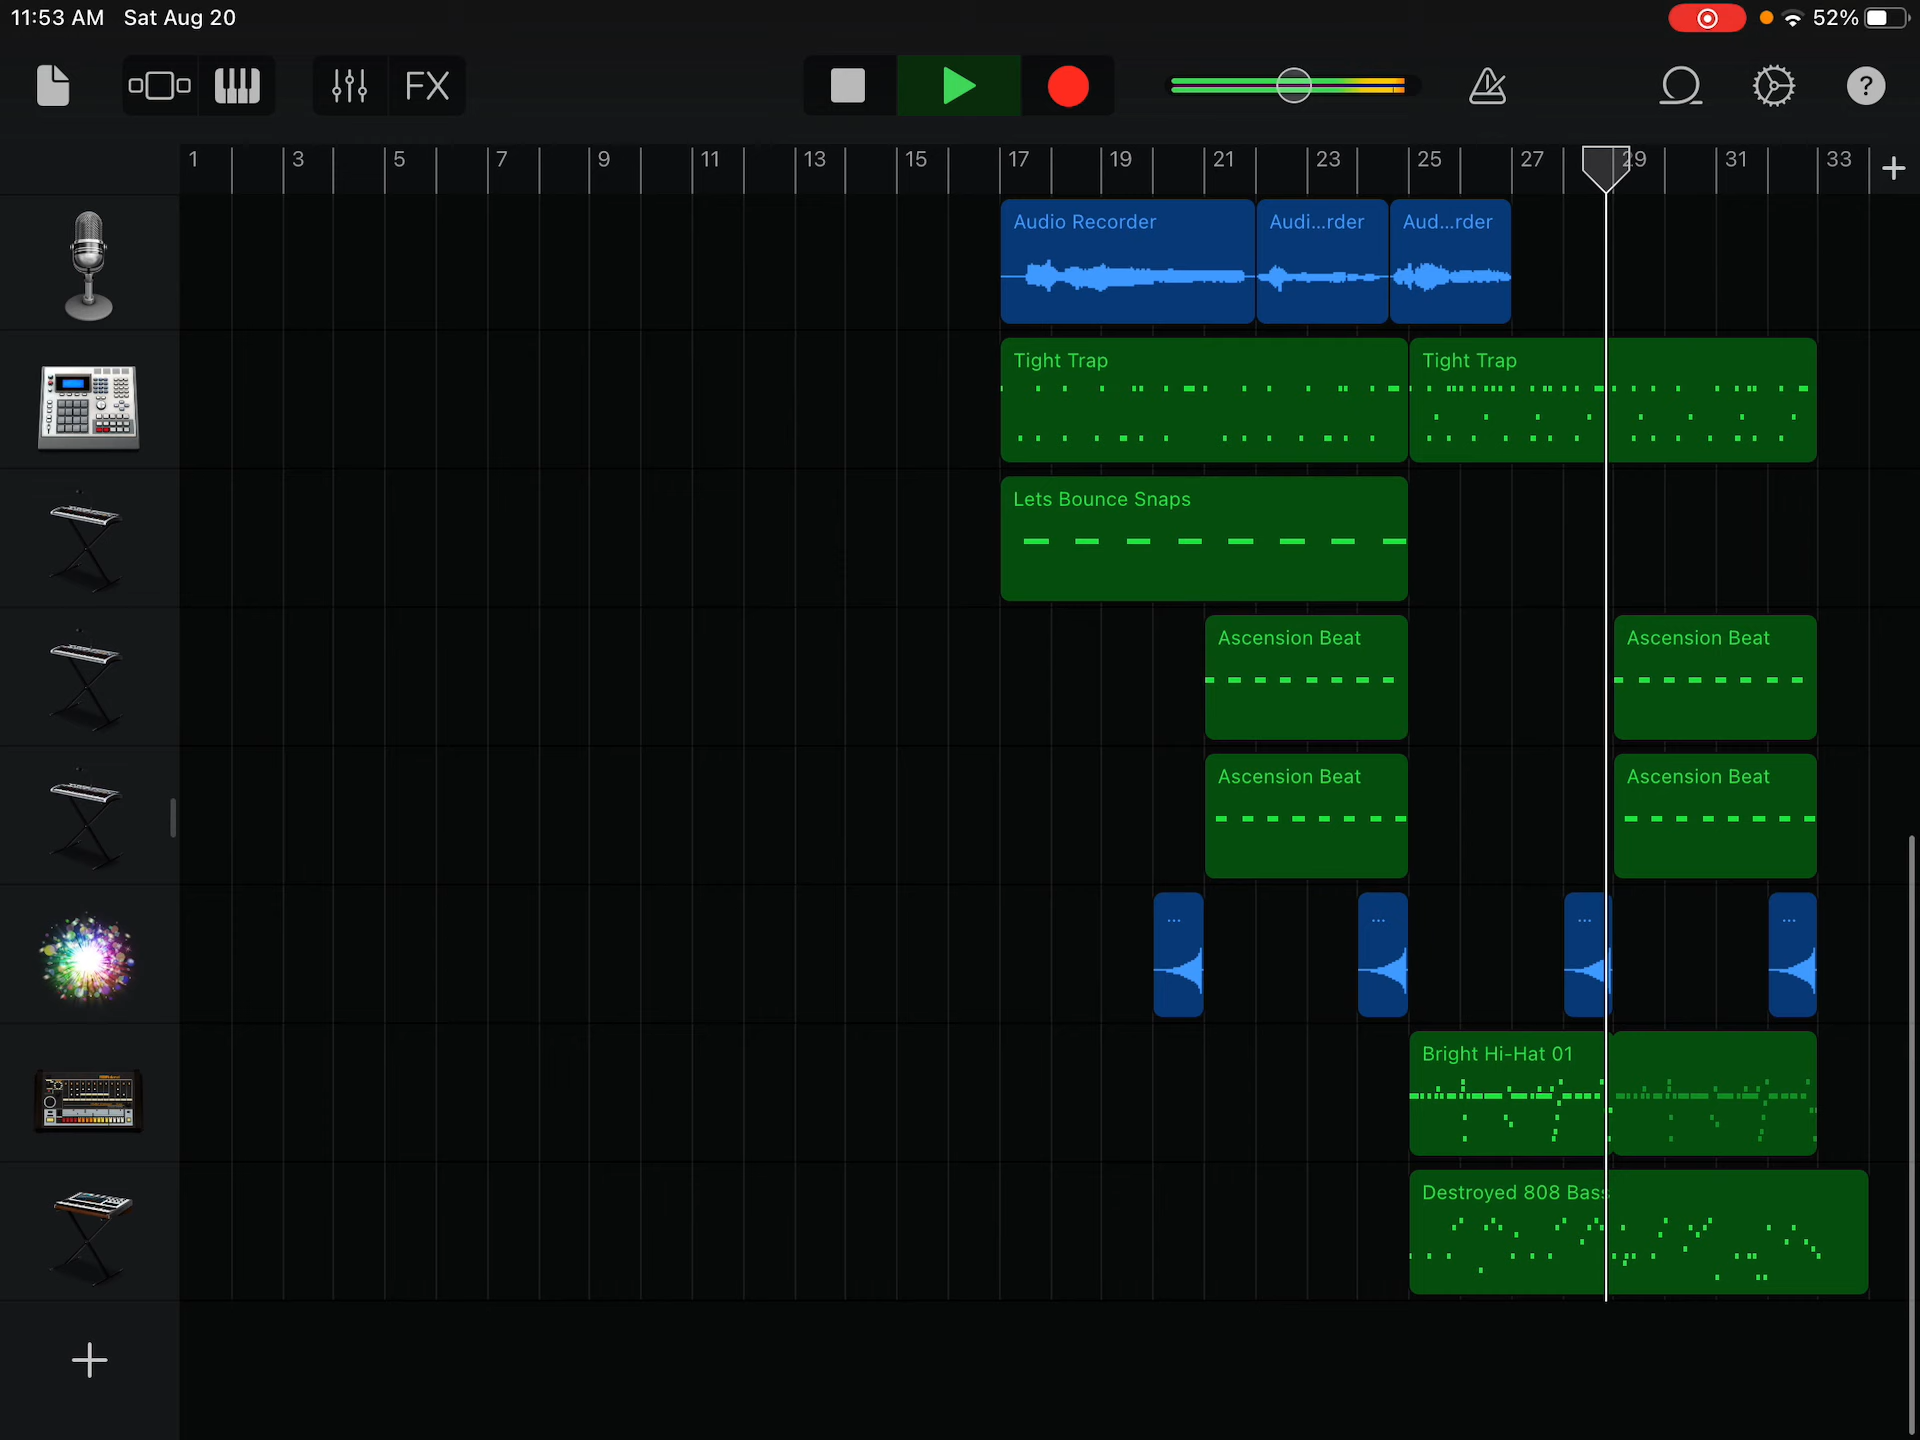 11:53 AM Sat Aug 20
52%
FX
?
1 3 5 7 9 11 13 15 17 19 21 23 25 27 29 31 33 +
Audio Recorder Audi...rder Aud...rder
Tight Trap Tight Trap
Lets Bounce Snaps
Ascension Beat Ascension Beat
Ascension Beat Ascension Beat
... ... ... ...
Bright Hi-Hat 01
Destroyed 808 Bass
+